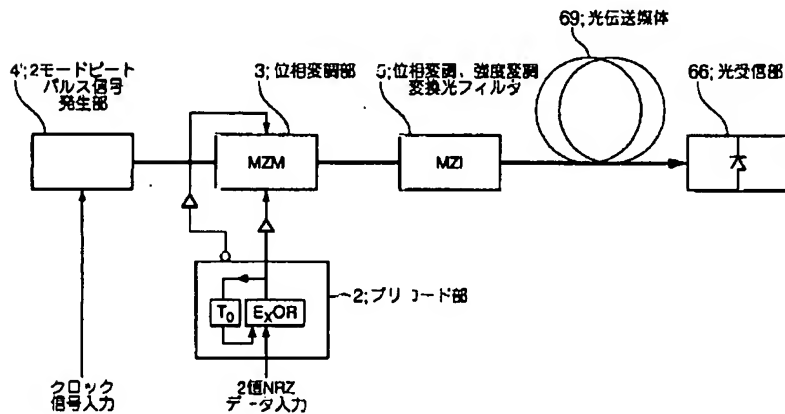 69;光伝送媒体
4';2モードビート
パルス信号
発生部
3;位相変調部
5;位相変調、強度変調
変換光フィルタ
66;光受信部
MZM
MZI
2;プリコード部
T0
EXOR
クロック
信号入力
2値NRZ
データ入力